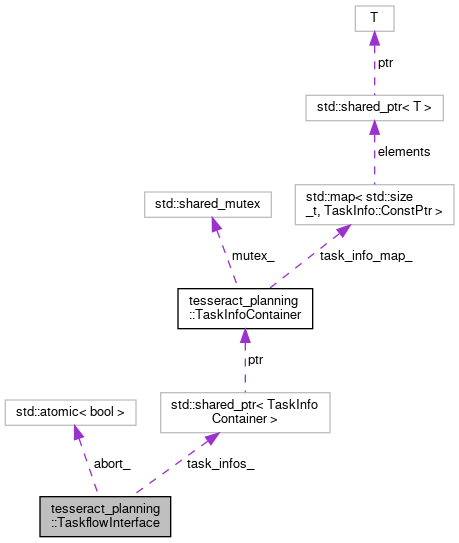 T
ptr
std::shared_ptr< T >
elements
std::shared_mutex
std::map< std::size
_t, TaskInfo::ConstPtr >
mutex_
task_info_map_
tesseract_planning
::TaskInfoContainer
ptr
std::atomic< bool >
std::shared_ptr< TaskInfo
Container >
abort_
task_infos_
tesseract_planning
::TaskflowInterface